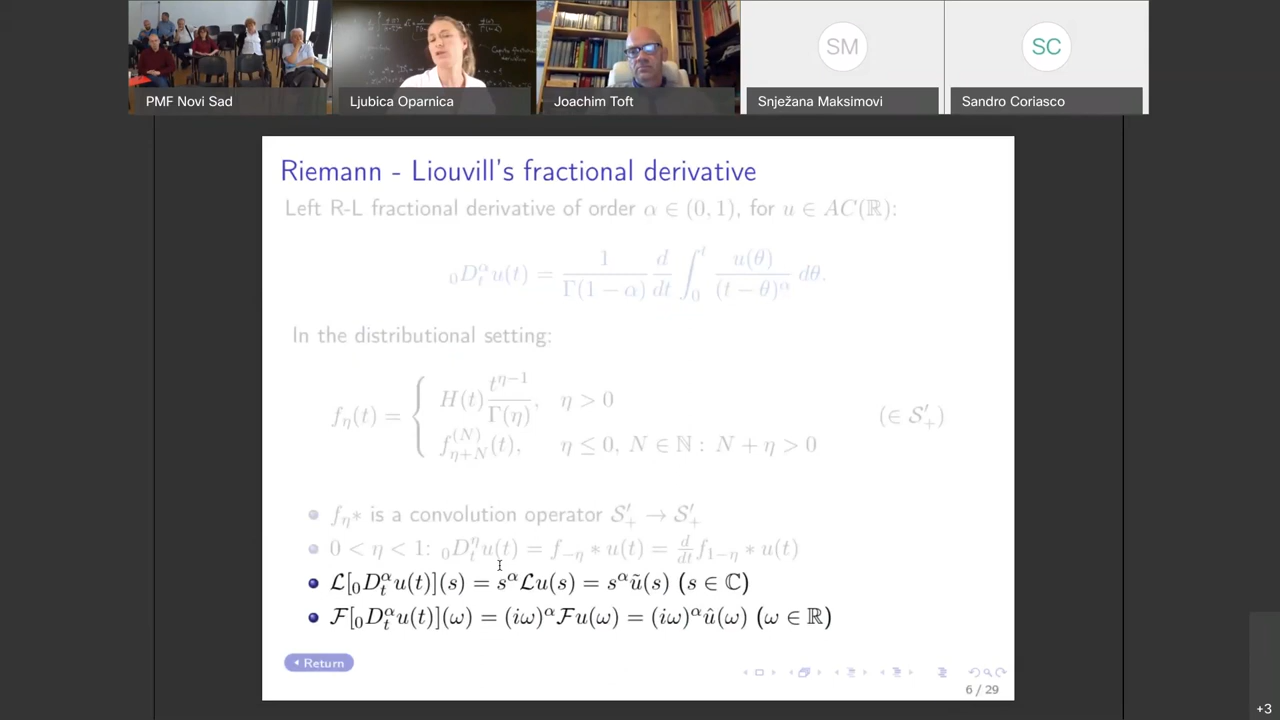 PMF Novi Sad
Ljubica Oparnica
Joachim Toft
SM
Snježana Maksimovi
SC
Sandro Coriasco
Riemann - Liouvill's fractional derivative
Left R-L fractional derivative of order α ∈ (0, 1), for u ∈ AC(ℝ):
₀D_t^α u(t) = 1/Γ(1 − α) d/dt ∫_0^t u(θ)/(t − θ)^α dθ.
In the distributional setting:
f_η(t) = { H(t) t^{η−1}/Γ(η), η > 0
f_{η+N}^{(N)}(t), η ≤ 0, N ∈ ℕ : N + η > 0 (∈ 𝒮'_+)
f_η∗ is a convolution operator 𝒮'_+ → 𝒮'_+
0 < η < 1: ₀D_t^η u(t) = f_{−η} ∗ u(t) = d/dt f_{1−η} ∗ u(t)
ℒ[₀D_t^α u(t)](s) = s^α ℒu(s) = s^α ũ(s) (s ∈ ℂ)
ℱ[₀D_t^α u(t)](ω) = (iω)^α ℱu(ω) = (iω)^α û(ω) (ω ∈ ℝ)
Return
6 / 29
+3